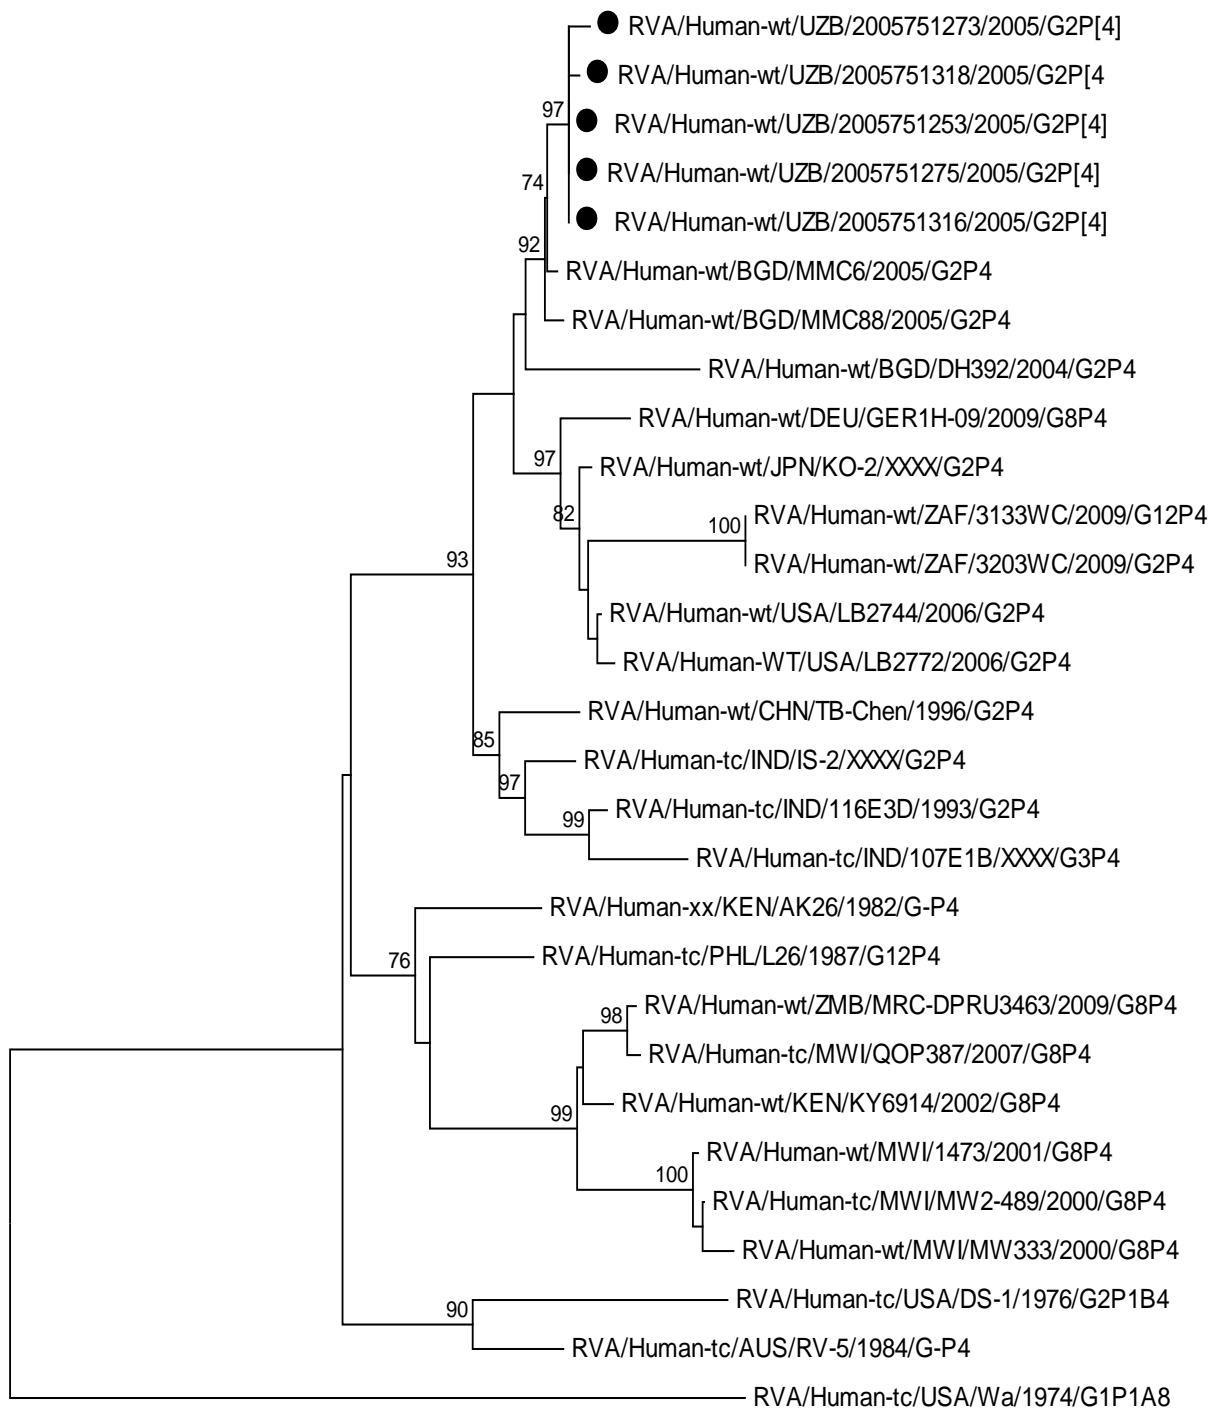 RVA/Human-wt/UZB/2005751273/2005/G2P[4]
RVA/Human-wt/UZB/2005751318/2005/G2P[4
97
RVA/Human-wt/UZB/2005751253/2005/G2P[4]
RVA/Human-wt/UZB/2005751275/2005/G2P[4]
74
RVA/Human-wt/UZB/2005751316/2005/G2P[4]
92
RVA/Human-wt/BGD/MMC6/2005/G2P4
RVA/Human-wt/BGD/MMC88/2005/G2P4
RVA/Human-wt/BGD/DH392/2004/G2P4
RVA/Human-wt/DEU/GER1H-09/2009/G8P4
97
RVA/Human-wt/JPN/KO-2/XXXX/G2P4
82
RVA/Human-wt/ZAF/3133WC/2009/G12P4
100
RVA/Human-wt/ZAF/3203WC/2009/G2P4
93
RVA/Human-wt/USA/LB2744/2006/G2P4
RVA/Human-WT/USA/LB2772/2006/G2P4
RVA/Human-wt/CHN/TB-Chen/1996/G2P4
85
RVA/Human-tc/IND/IS-2/XXXX/G2P4
97
RVA/Human-tc/IND/116E3D/1993/G2P4
99
RVA/Human-tc/IND/107E1B/XXXX/G3P4
RVA/Human-xx/KEN/AK26/1982/G-P4
76
RVA/Human-tc/PHL/L26/1987/G12P4
RVA/Human-wt/ZMB/MRC-DPRU3463/2009/G8P4
98
RVA/Human-tc/MWI/QOP387/2007/G8P4
RVA/Human-wt/KEN/KY6914/2002/G8P4
99
RVA/Human-wt/MWI/1473/2001/G8P4
100
RVA/Human-tc/MWI/MW2-489/2000/G8P4
RVA/Human-wt/MWI/MW333/2000/G8P4
RVA/Human-tc/USA/DS-1/1976/G2P1B4
90
RVA/Human-tc/AUS/RV-5/1984/G-P4
RVA/Human-tc/USA/Wa/1974/G1P1A8